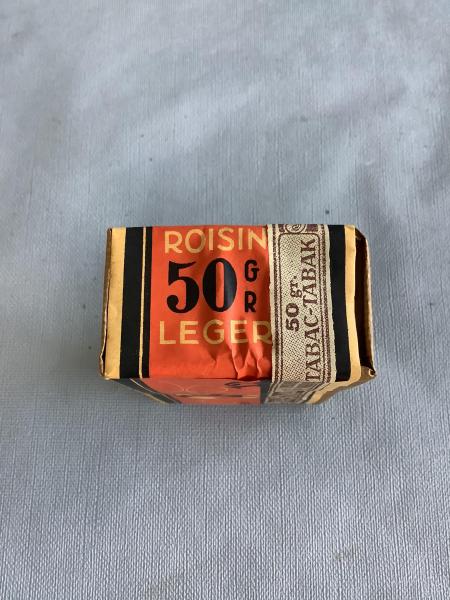 ROISIN
50 GR
LEGER
50 gr.
TABAC-TABAK